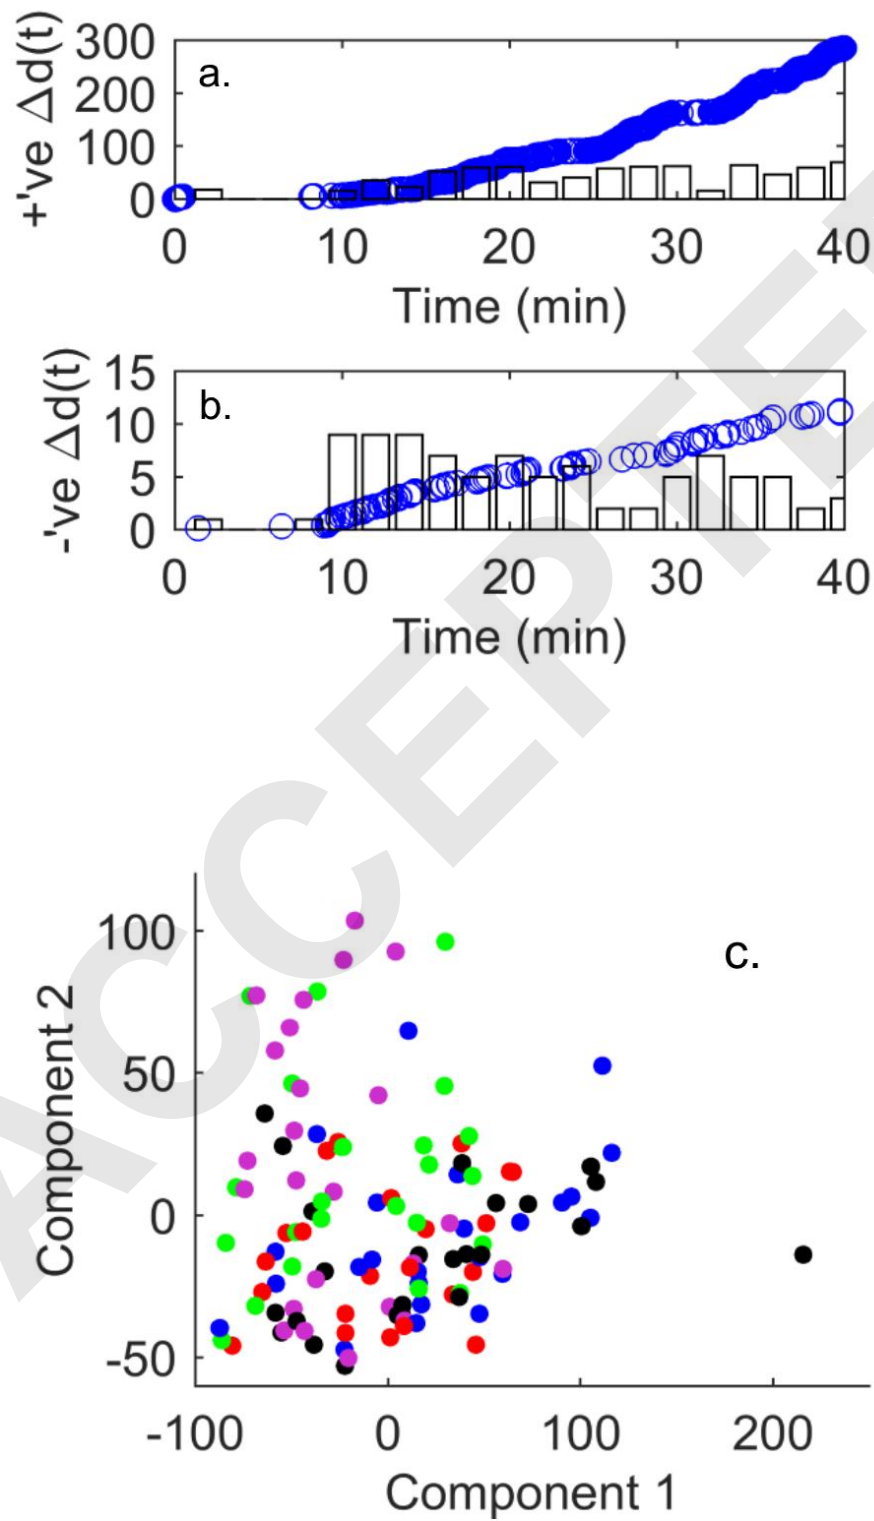 +'ve Δd(t)
300
200
100
0
a.
0 10 20 30 40
Time (min)
-'ve Δd(t)
15
10
5
0
b.
0 10 20 30 40
Time (min)
Component 2
100
50
0
-50
c.
-100 0 100 200
Component 1
ACCEPTE